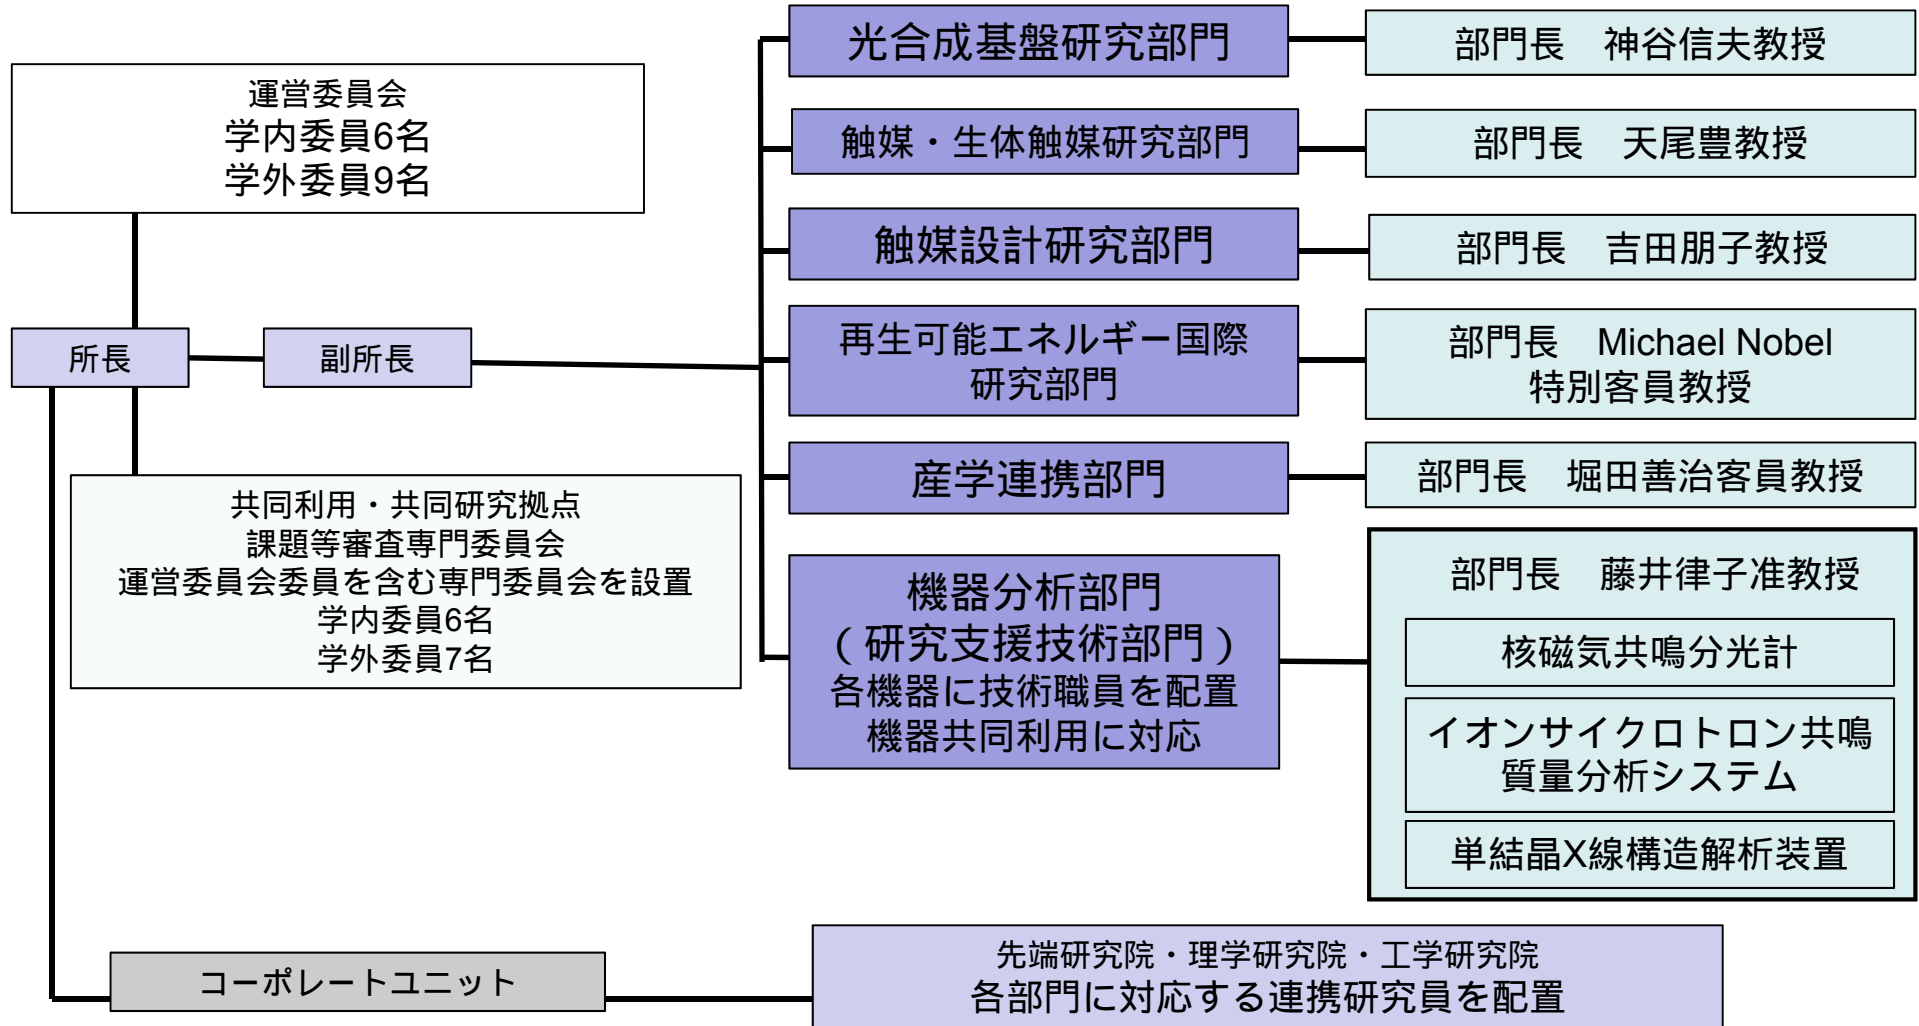 運営委員会
学内委員6名
学外委員9名
所長
副所長
共同利用・共同研究拠点
課題等審査専門委員会
運営委員会委員を含む専門委員会を設置
学内委員6名
学外委員7名
光合成基盤研究部門
部門長　神谷信夫教授
触媒・生体触媒研究部門
部門長　天尾豊教授
触媒設計研究部門
部門長　吉田朋子教授
再生可能エネルギー国際
研究部門
部門長　Michael Nobel
特別客員教授
産学連携部門
部門長　堀田善治客員教授
機器分析部門
（研究支援技術部門）
各機器に技術職員を配置
機器共同利用に対応
部門長　藤井律子准教授
核磁気共鳴分光計
イオンサイクロトロン共鳴
質量分析システム
単結晶X線構造解析装置
コーポレートユニット
先端研究院・理学研究院・工学研究院
各部門に対応する連携研究員を配置